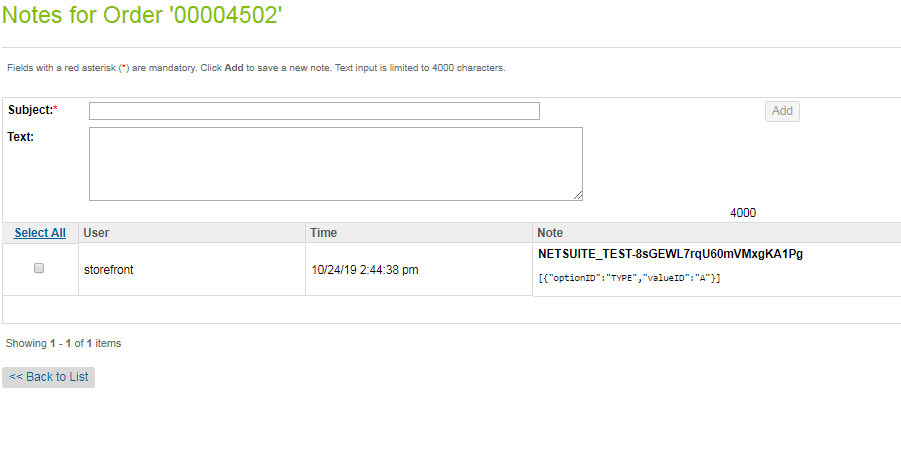 Notes for Order '00004502'
Fields with a red asterisk (*) are mandatory. Click Add to save a new note. Text input is limited to 4000 characters.
Subject:*
Add
Text:
4000
Select All User Time Note
NETSUITE_TEST-8sGEWL7rqU60mVMxgKA1Pg
storefront 10/24/19 2:44:38 pm
[{"optionID":"TYPE","valueID":"A"}]
Showing 1 - 1 of 1 items
<< Back to List